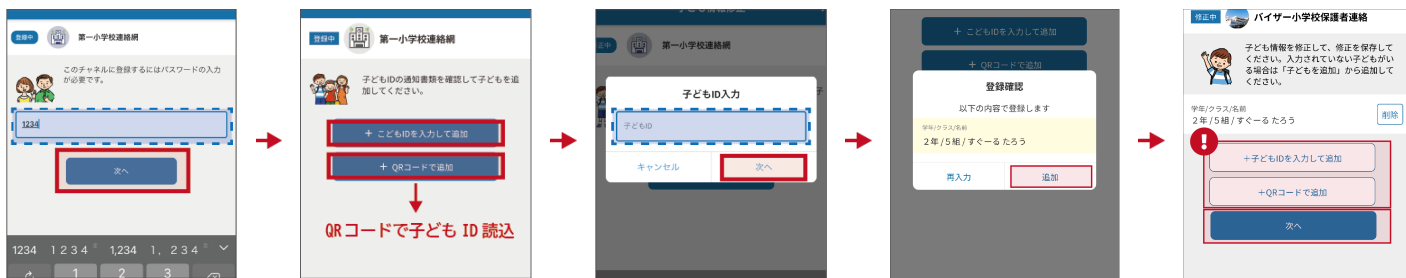 登録中
第一小学校連絡網
このチャネルに登録するにはパスワードの入力
が必要です。
1234
次へ
1234
1 2 3 4
1,234
1，２３４
1
2
3
登録中
第一小学校連絡網
子どもIDの通知書類を確認して子どもを追
加してください。
＋ こどもIDを入力して追加
＋ QRコードで追加
QRコードで子ども ID 読込
第一小学校連絡網
子どもID入力
子どもID
キャンセル
次へ
＋ こどもIDを入力して追加
＋ QRコードで追加
登録確認
以下の内容で登録します
学年/クラス/名前
2年/5組/すぐーる たろう
再入力
追加
修正中
バイザー小学校保護者連絡
子ども情報を修正して、修正を保存して
ください。入力されていない子どもがい
る場合は「子どもを追加」から追加して
ください。
学年/クラス/名前
2年/5組/すぐーる たろう
削除
！
＋子どもIDを入力して追加
＋QRコードで追加
次へ